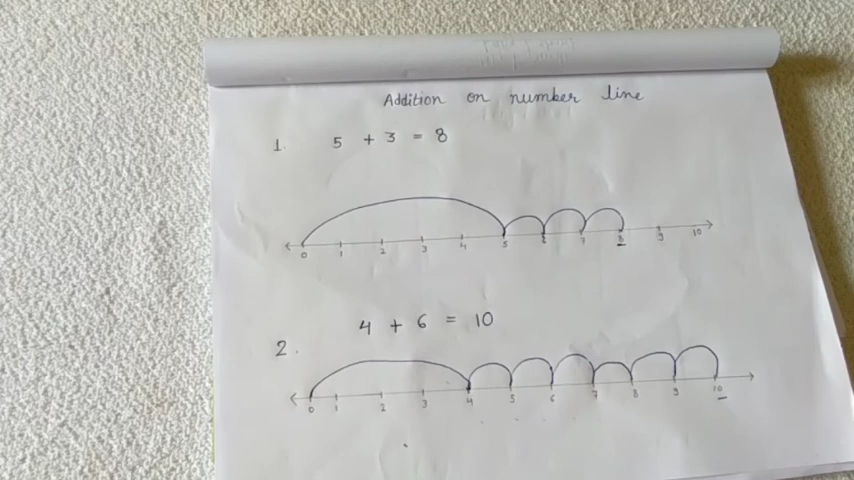 Addition on number line
1. 5 + 3 = 8
0 1 2 3 4 5 6 7 8 9 10
4 + 6 = 10
2.
0 1 2 3 4 5 6 7 8 9 10